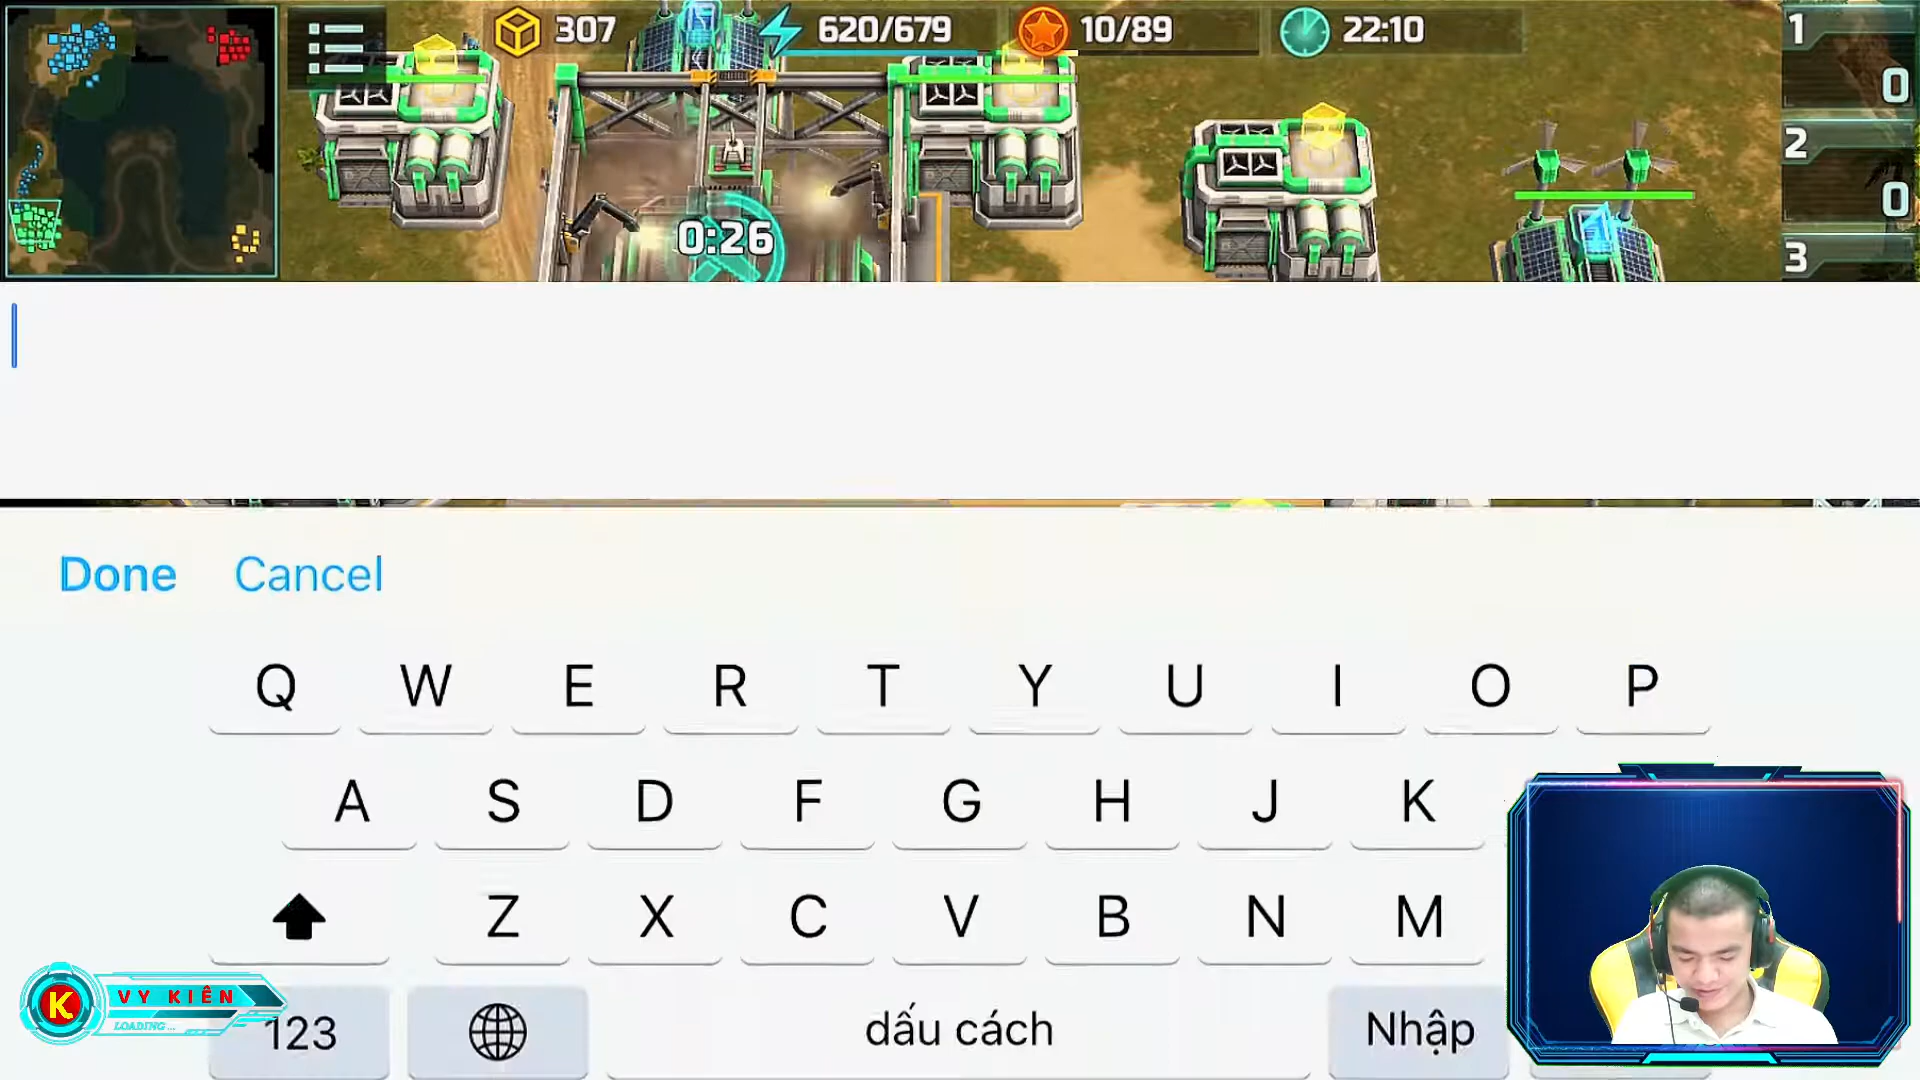 307 620/679 10/89 22:10
1
0
2
0
3
0:26
Done Cancel
Q W E R T Y U I O P
A S D F G H J K
Z X C V B N M
K VY KIÊN
LOADING...
123 dấu cách Nhập